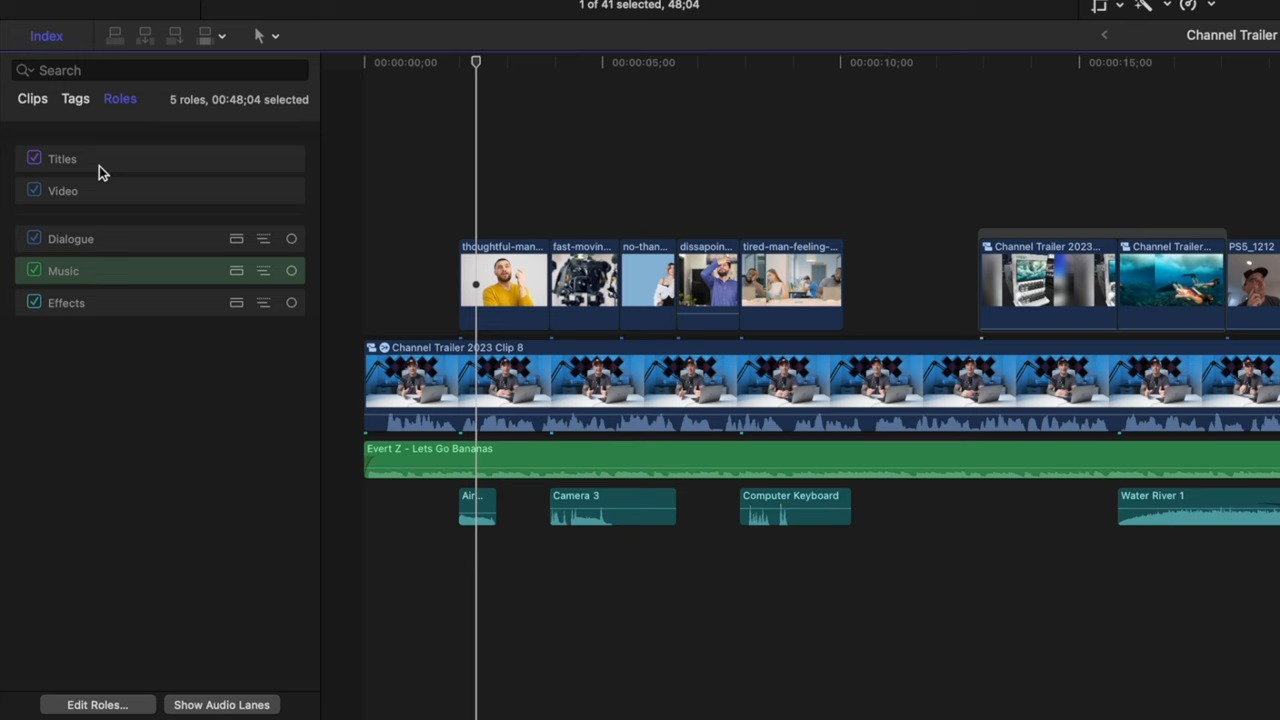 1 of 41 selected, 48;04
Index
Channel Trailer
Search
00:00:00;00
00:00:05;00
00:00:10;00
00:00:15;00
Clips
Tags
Roles
5 roles, 00:48;04 selected
Titles
Video
Dialogue
Music
Effects
thoughtful-man...
fast-movin...
no-than...
dissapoin...
tired-man-feeling-...
Channel Trailer 2023...
Channel Trailer...
PS5_1212
Channel Trailer 2023 Clip 8
Evert Z - Lets Go Bananas
Air...
Camera 3
Computer Keyboard
Water River 1
Edit Roles...
Show Audio Lanes